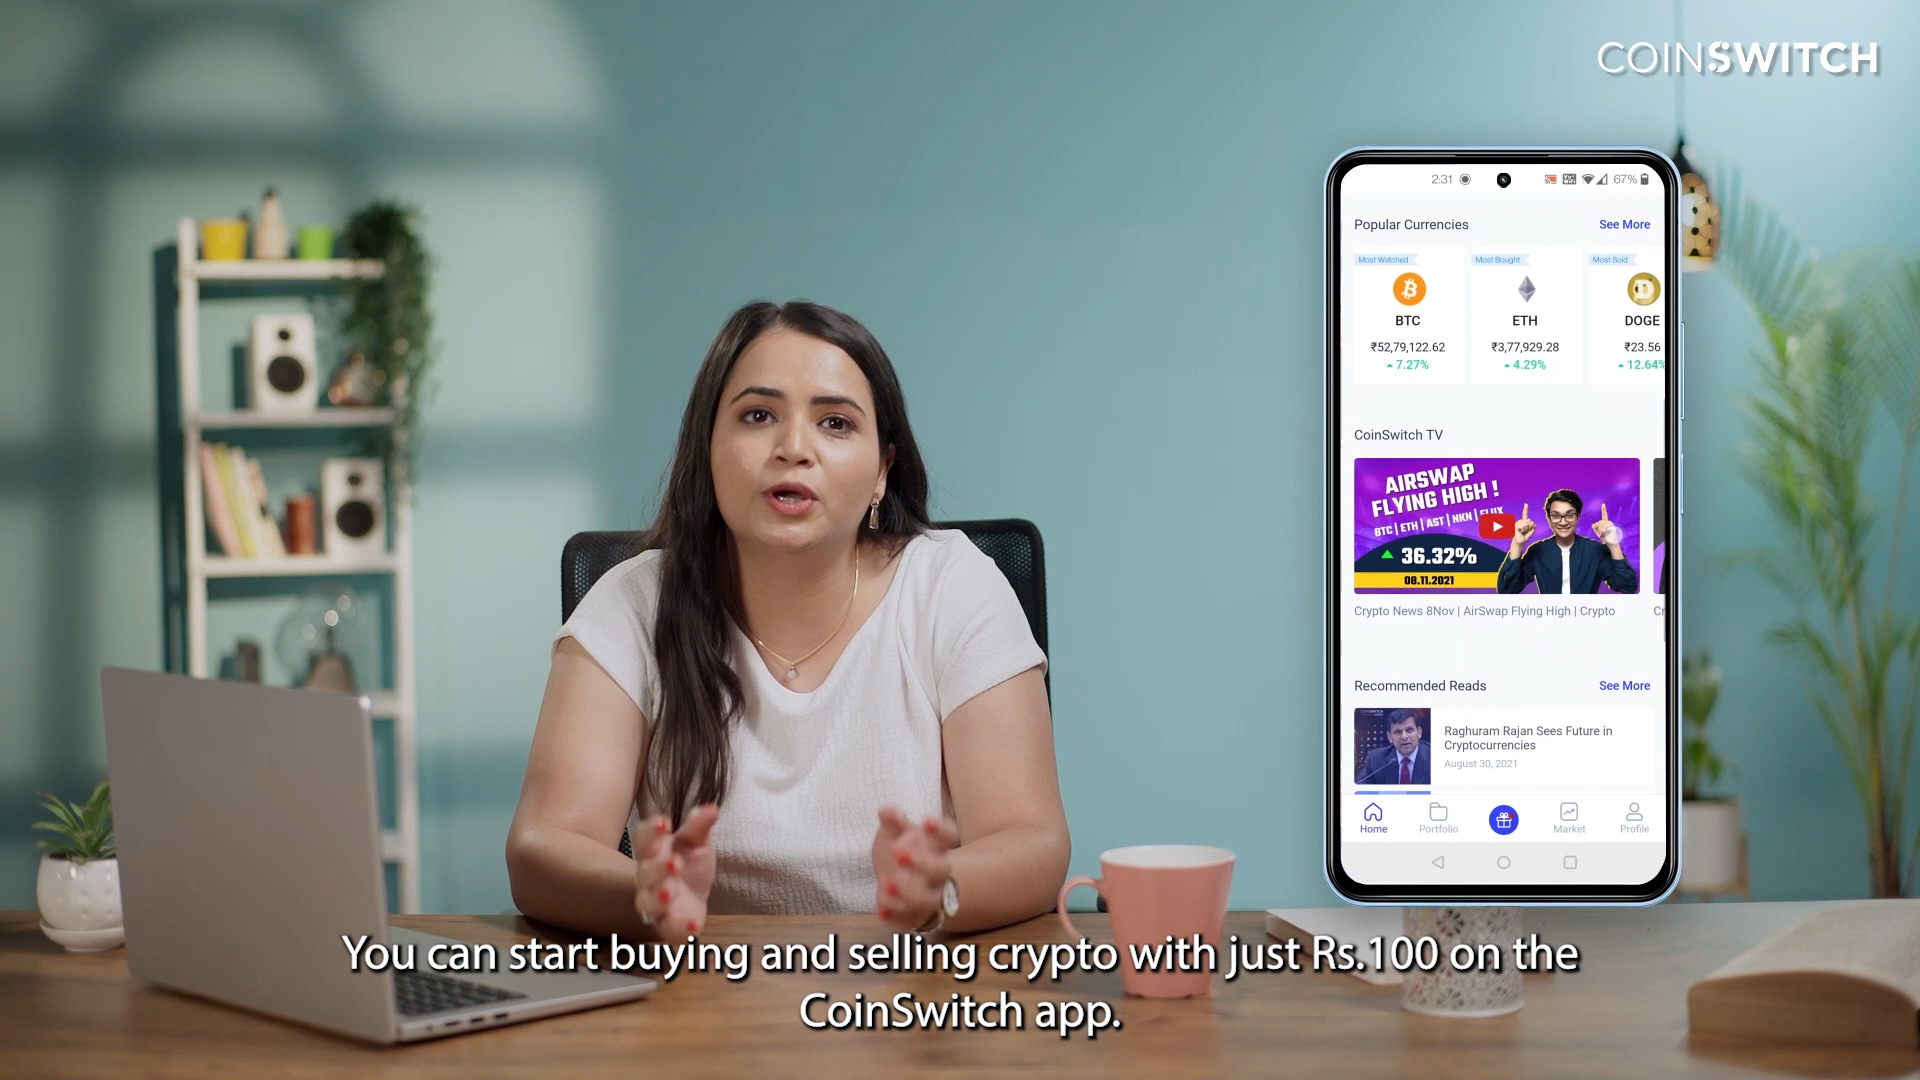 COINSWITCH
2:31
67%
Popular Currencies
See More
Most Watched
Most Bought
Most Sold
BTC
ETH
DOGE
₹52,79,122.62
₹3,77,929.28
₹23.56
7.27%
4.29%
12.64%
CoinSwitch TV
AIRSWAP
FLYING HIGH !
BTC | ETH | AST | NKN | FLUX
36.32%
08.11.2021
Crypto News 8Nov | AirSwap Flying High | Crypto
Cr
Recommended Reads
See More
Raghuram Rajan Sees Future in
Cryptocurrencies
August 30, 2021
Home
Portfolio
Market
Profile
You can start buying and selling crypto with just Rs.100 on the
CoinSwitch app.